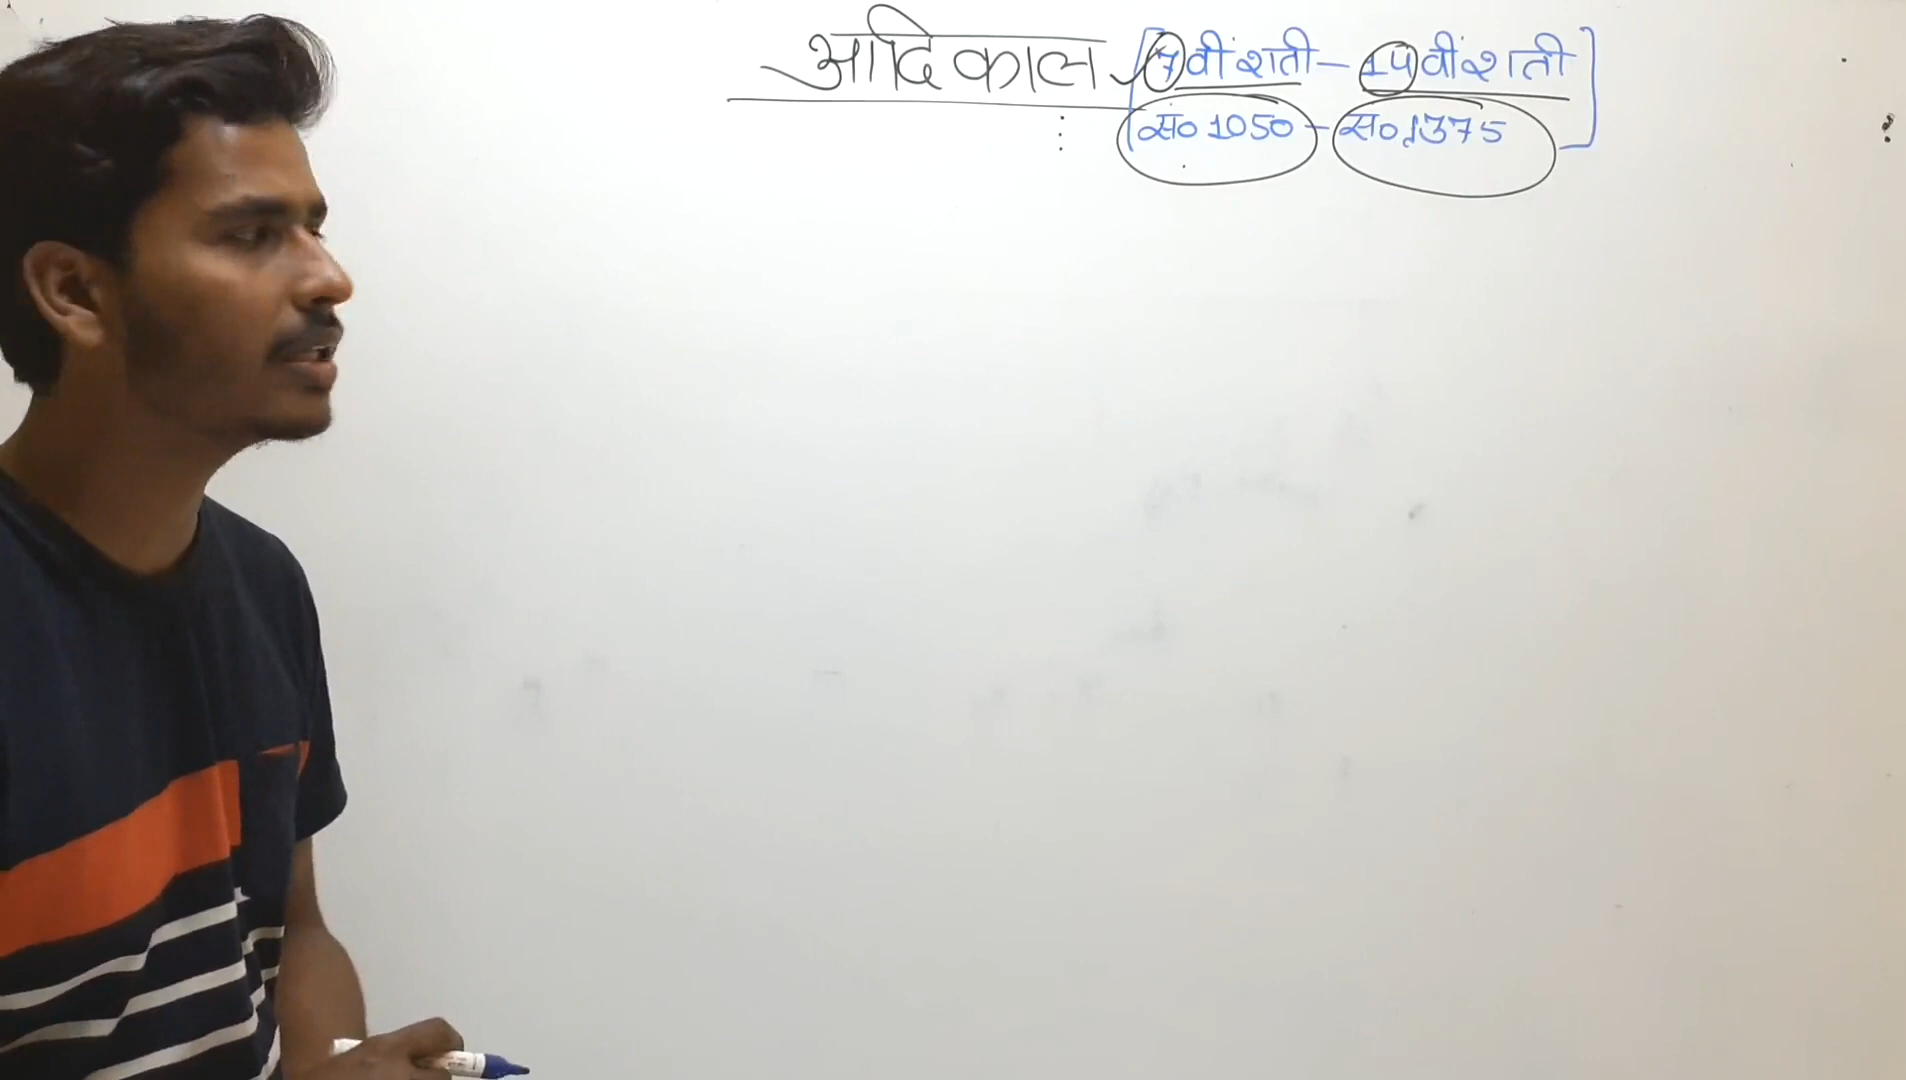 आदि काल [7वीं शती - 14वीं शती
सं० 1050 - सं० 1375]